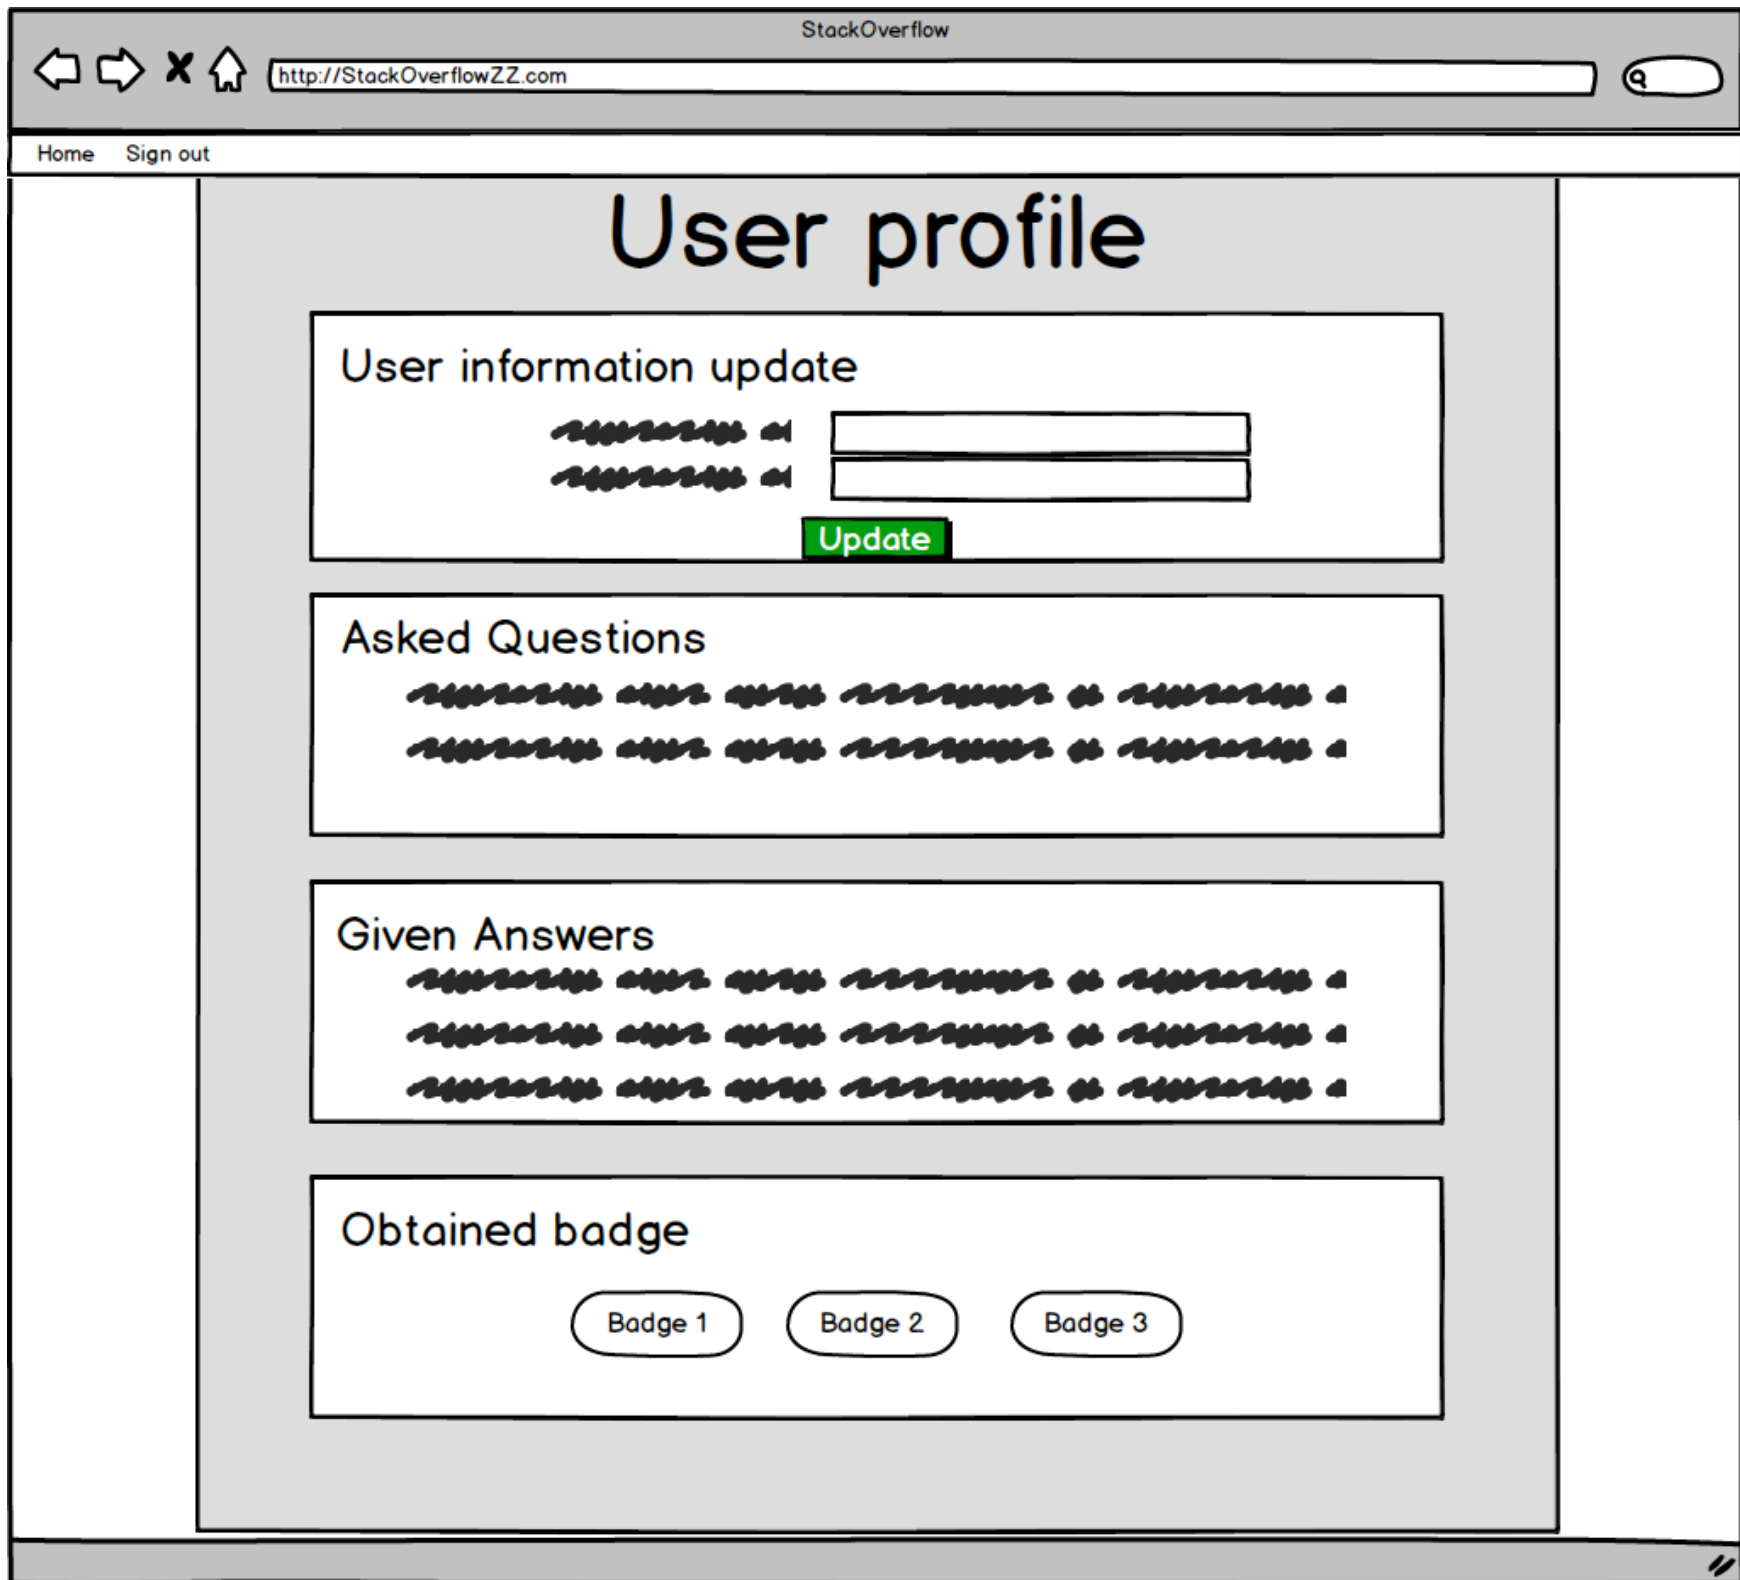 StackOverflow
http://StackOverflowZZ.com
Home Sign out
User profile
User information update
Update
Asked Questions
Given Answers
Obtained badge
Badge 1 Badge 2 Badge 3